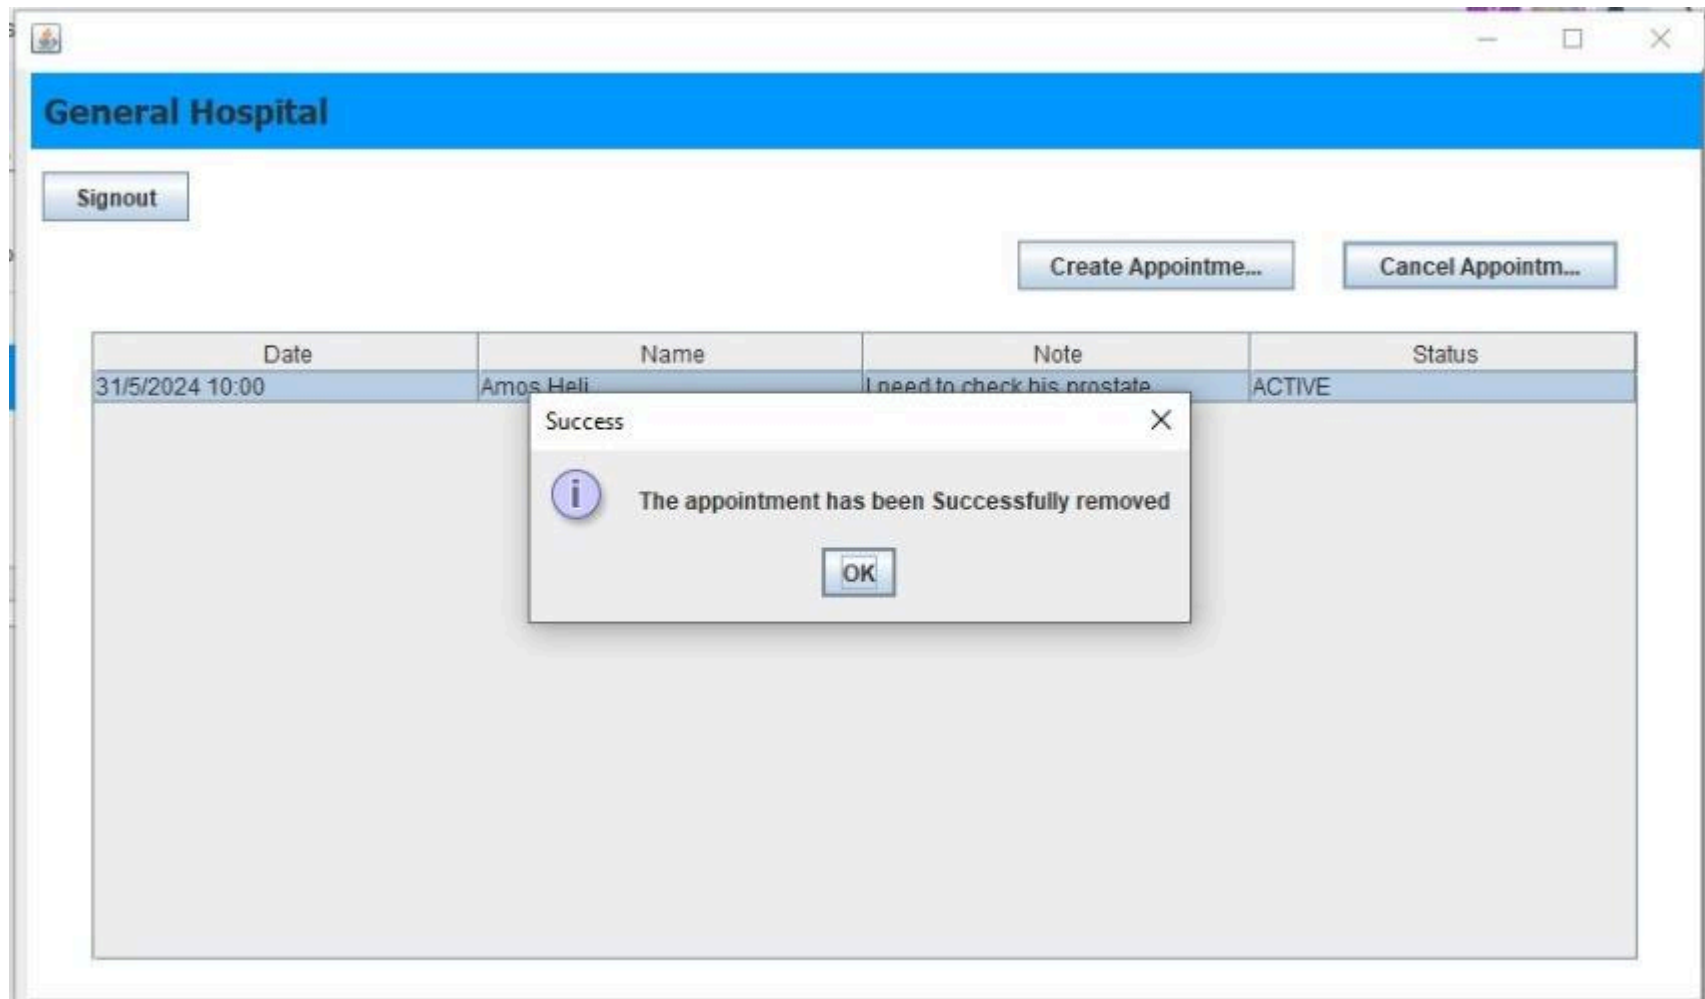 General Hospital
Signout
Create Appointme...
Cancel Appointm...
Date Name Note Status
31/5/2024 10:00 Amos Heli I need to check his prostate ACTIVE
Success
The appointment has been Successfully removed
OK